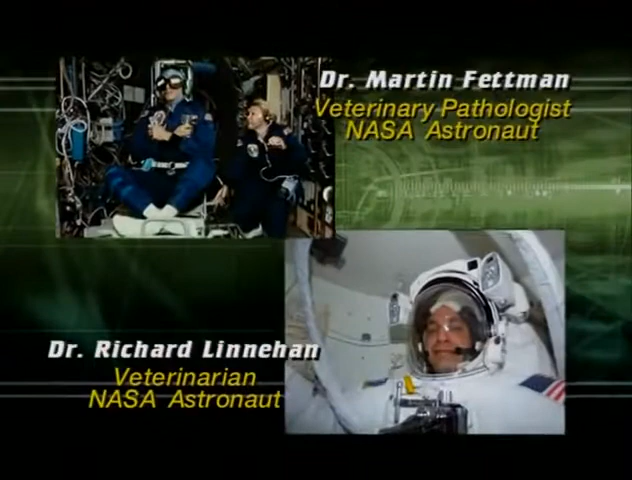 Dr. Martin Fettman
Veterinary Pathologist
NASA Astronaut
Dr. Richard Linnehan
Veterinarian
NASA Astronaut